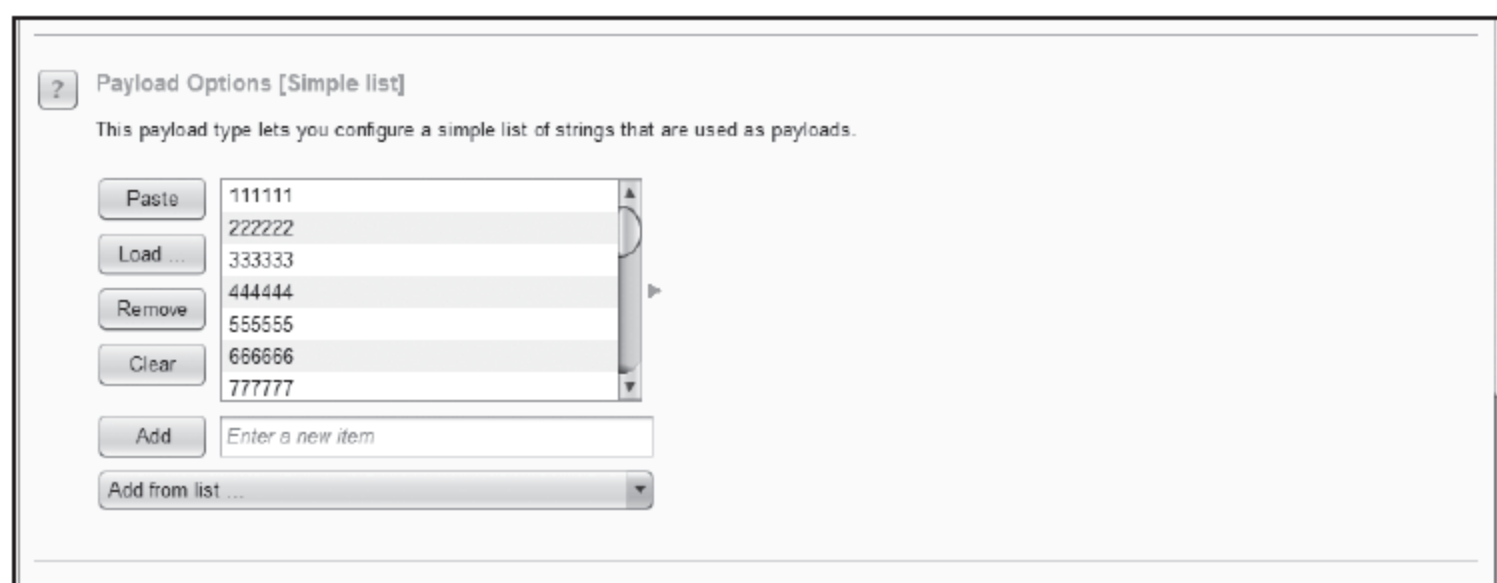 ?
Payload Options [Simple list]
This payload type lets you configure a simple list of strings that are used as payloads.
Paste
Load ...
Remove
Clear
111111
222222
333333
444444
555555
666666
777777
Add
Enter a new item
Add from list ...